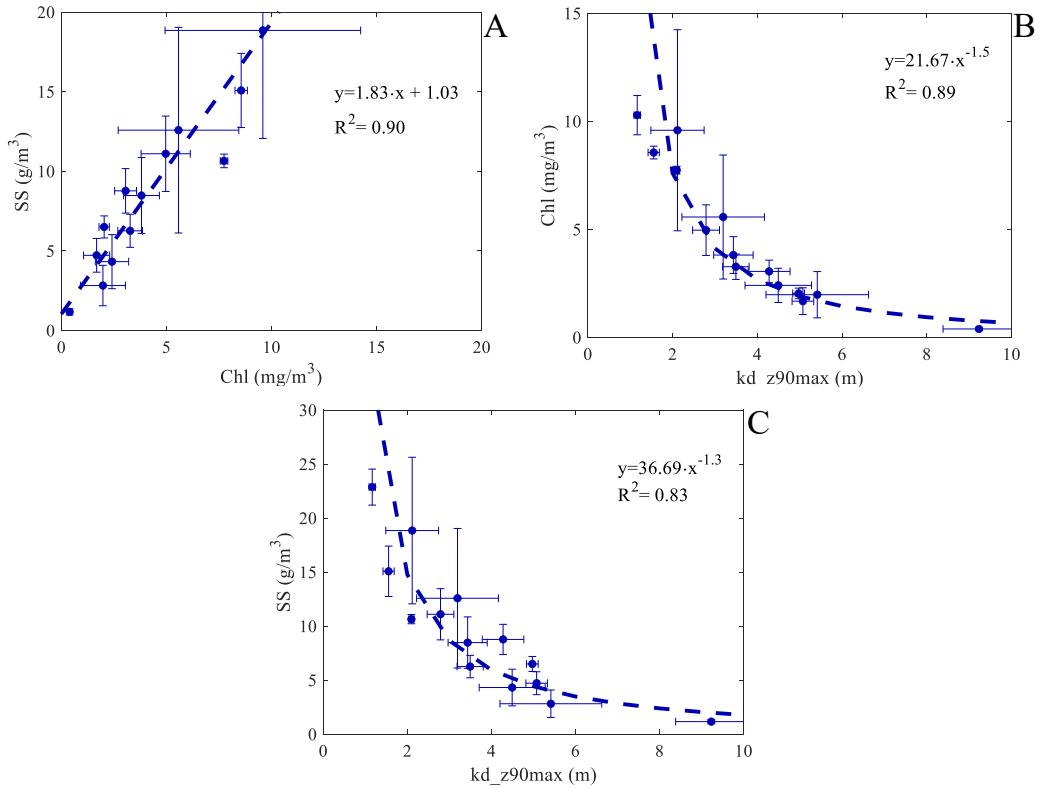 A
20
15
10
5
0
SS (g/m³)
y=1.83·x + 1.03
R²= 0.90
0 5 10 15 20
Chl (mg/m³)
B
15
10
5
0
Chl (mg/m³)
y=21.67·x⁻¹·⁵
R²= 0.89
0 2 4 6 8 10
kd_z90max (m)
C
30
25
20
15
10
5
0
SS (g/m³)
y=36.69·x⁻¹·³
R²= 0.83
0 2 4 6 8 10
kd_z90max (m)